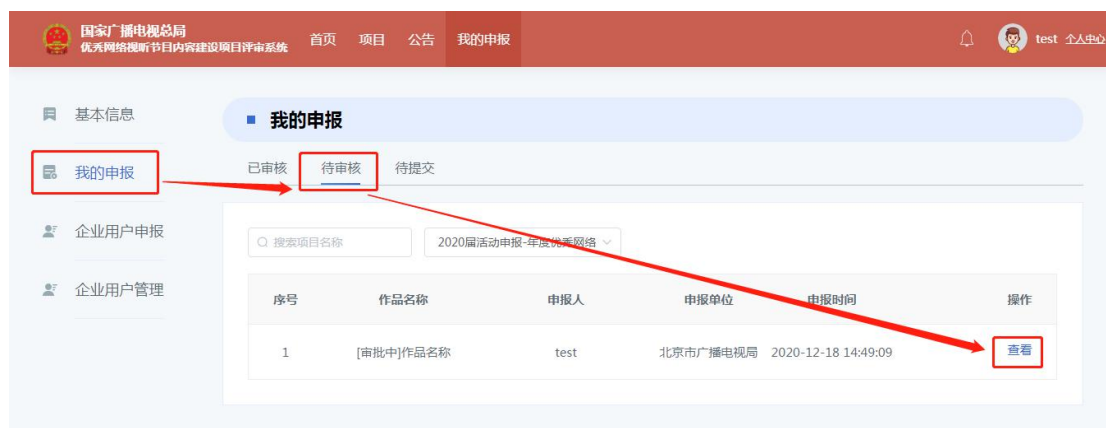 国家广播电视总局
优秀网络视听节目内容建设项目评审系统
首页 项目 公告 我的申报
test 个人中心
基本信息
我的申报
企业用户申报
企业用户管理
我的申报
已审核 待审核 待提交
搜索项目名称
2020届活动申报-年度优秀网络
序号 作品名称 申报人 申报单位 申报时间 操作
1 [审批中]作品名称 test 北京市广播电视局 2020-12-18 14:49:09 查看